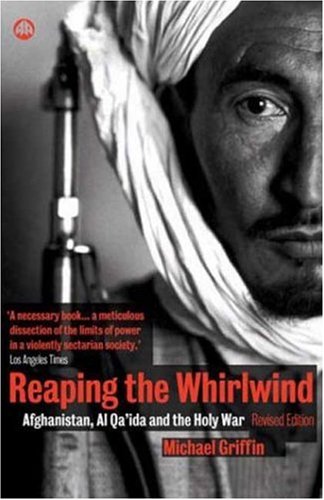 'A necessary book... a meticulous
dissection of the limits of power
in a violently sectarian society.'
Los Angeles Times
Reaping the Whirlwind
Afghanistan, Al Qa'ida and the Holy War Revised Edition
Michael Griffin